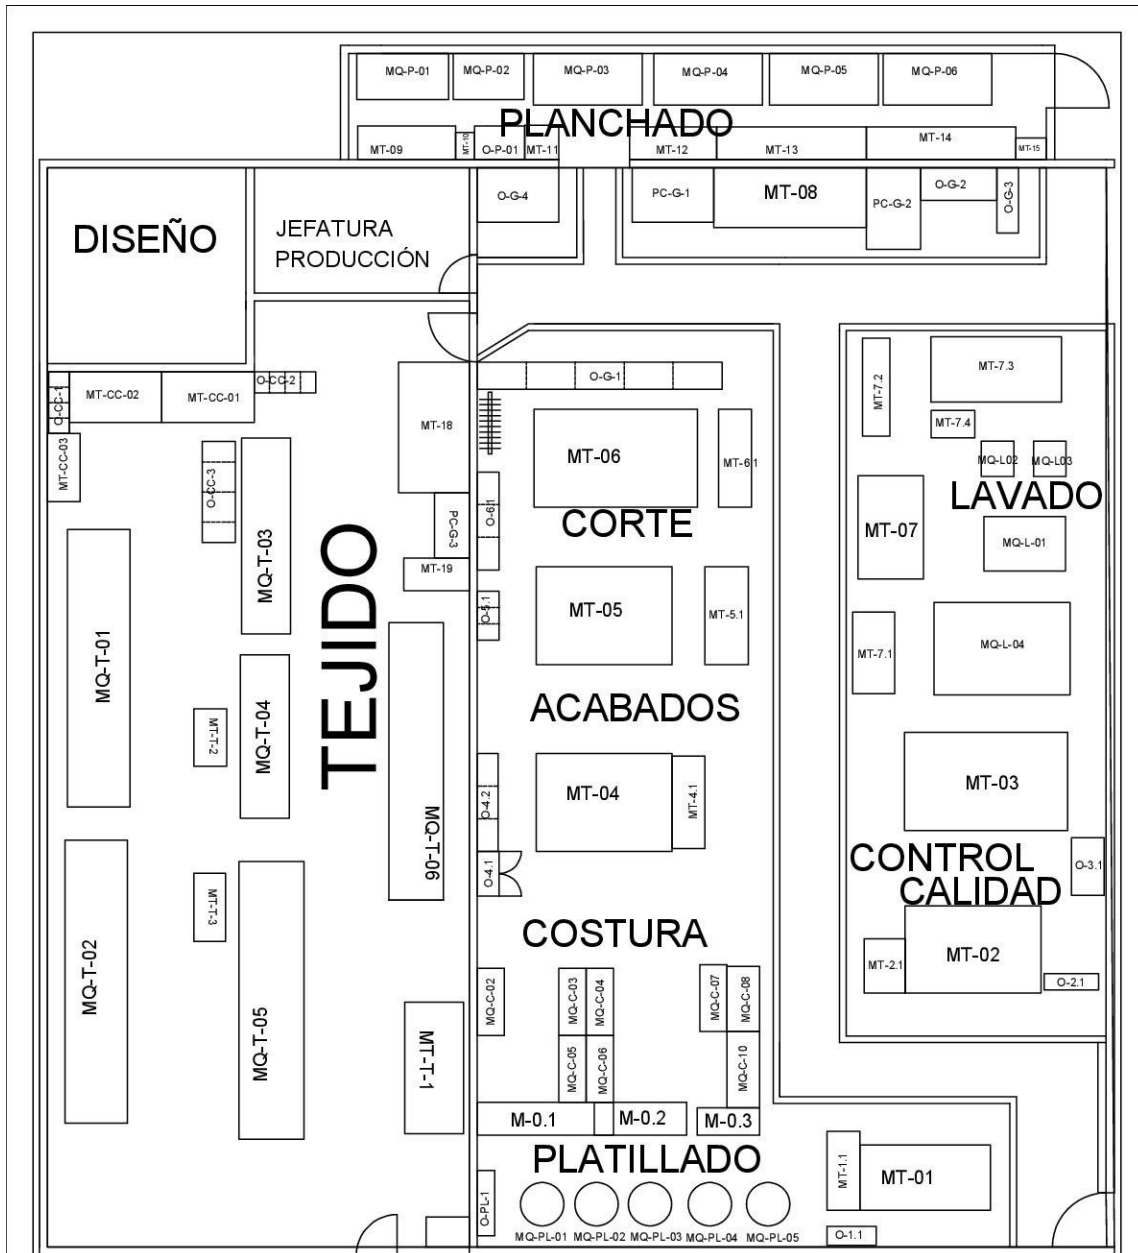 MQ-P-01
MQ-P-02
MQ-P-03
MQ-P-04
MQ-P-05
MQ-P-06
PLANCHADO
MT-09
MT-10
O-P-01
MT-11
MT-12
MT-13
MT-14
MT-15
DISEÑO
JEFATURA
PRODUCCIÓN
O-G-4
PC-G-1
MT-08
PC-G-2
O-G-2
O-G-3
O-CC-1
MT-CC-02
MT-CC-01
O-CC-2
MT-CC-03
O-CC-3
MT-18
PC-G-3
MT-19
MQ-T-03
TEJIDO
MQ-T-01
MT-T-2
MQ-T-04
MQ-T-06
MQ-T-02
MT-T-3
MQ-T-05
MT-T-1
O-G-1
MT-06
MT-6.1
O-6.1
CORTE
O-5.1
MT-05
MT-5.1
ACABADOS
O-4.2
MT-04
MT-4.1
O-4.1
COSTURA
MQ-C-02
MQ-C-03
MQ-C-04
MQ-C-07
MQ-C-08
MQ-C-05
MQ-C-06
MQ-C-10
M-0.1
M-0.2
M-0.3
PLATILLADO
O-PL-1
MQ-PL-01
MQ-PL-02
MQ-PL-03
MQ-PL-04
MQ-PL-05
MT-7.2
MT-7.3
MT-7.4
MQ-L02
MQ-L03
LAVADO
MT-07
MQ-L-01
MT-7.1
MQ-L-04
MT-03
CONTROL
CALIDAD
O-3.1
MT-2.1
MT-02
O-2.1
MT-1.1
MT-01
O-1.1